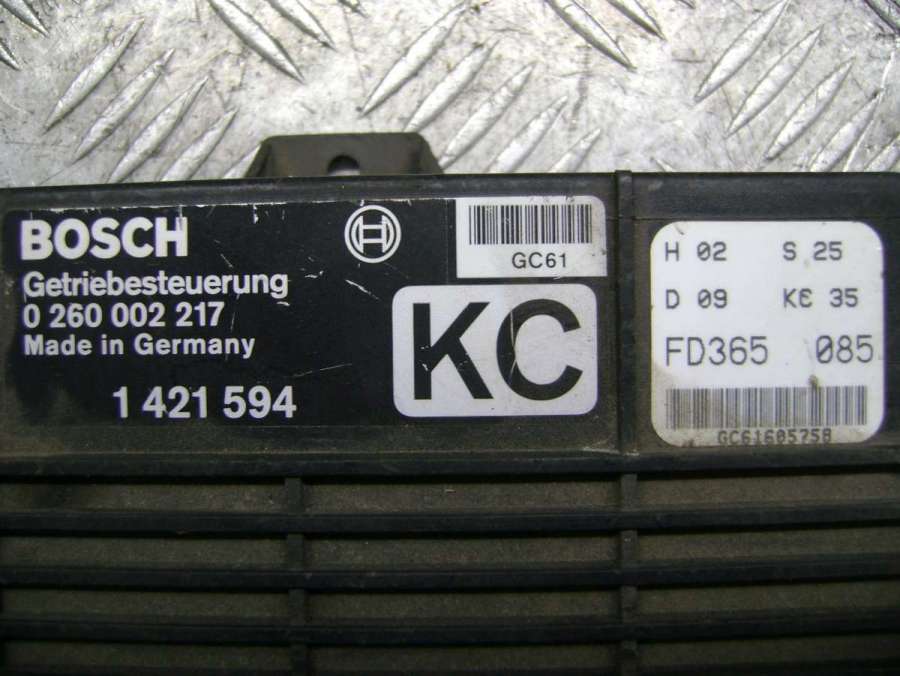 BOSCH
Getriebesteuerung
0 260 002 217
Made in Germany
1 421 594
GC61
KC
H 02 S 25
D 09 KE 35
FD365 085
GC61605758